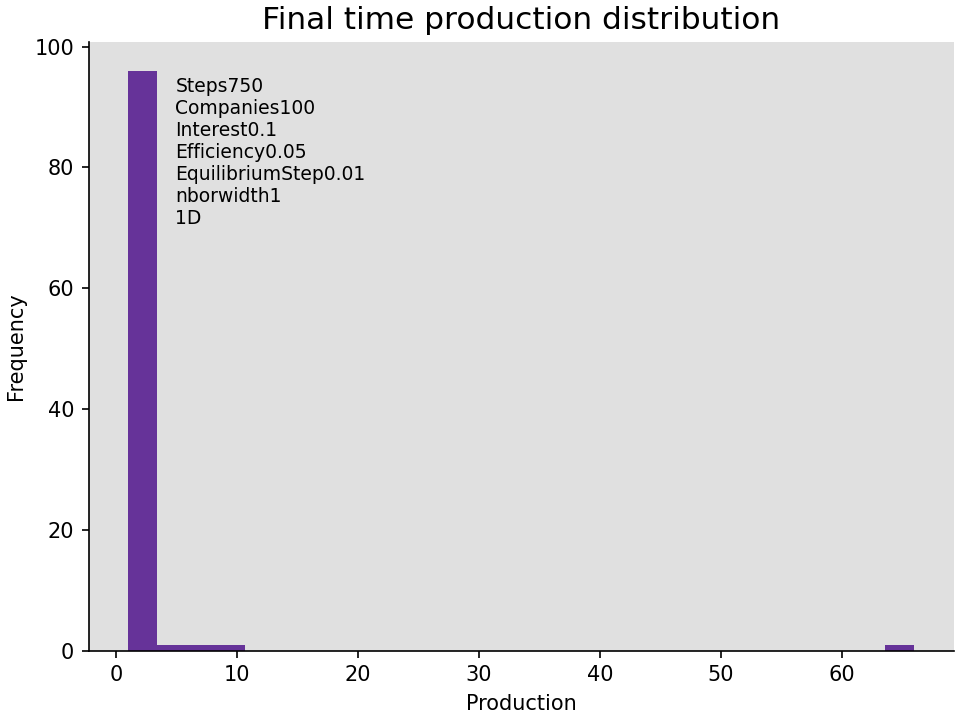 Final time production distribution
100
80
60
40
20
0
Frequency
Steps750
Companies100
Interest0.1
Efficiency0.05
EquilibriumStep0.01
nborwidth1
1D
0 10 20 30 40 50 60
Production